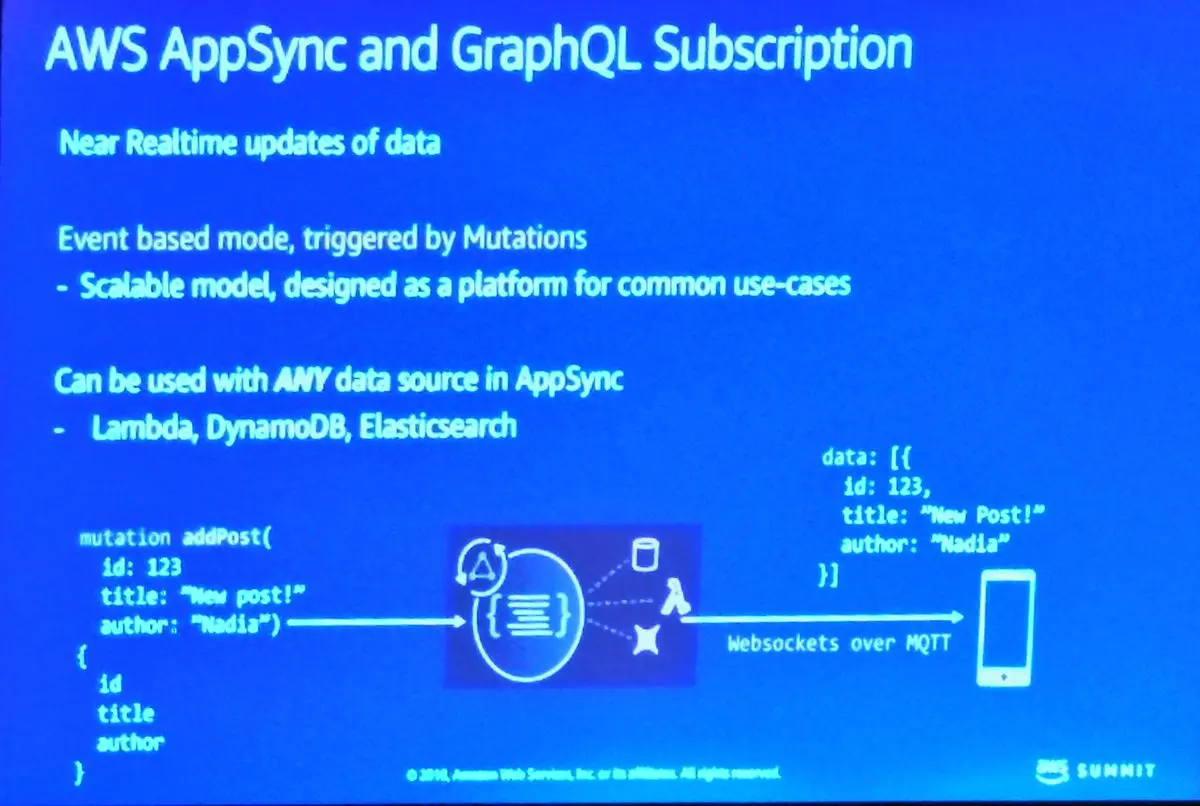 AWS AppSync and GraphQL Subscription
Near Realtime updates of data
Event based mode, triggered by Mutations
- Scalable model, designed as a platform for common use-cases
Can be used with ANY data source in AppSync
- Lambda, DynamoDB, Elasticsearch
mutation addPost(
id: 123
title: "New post!"
author: "Nadia")
{
id
title
author
}
data: [{
id: 123,
title: "New Post!"
author: "Nadia"
}]
Websockets over MQTT
© 2018, Amazon Web Services, Inc. or its affiliates. All rights reserved.
aws SUMMIT